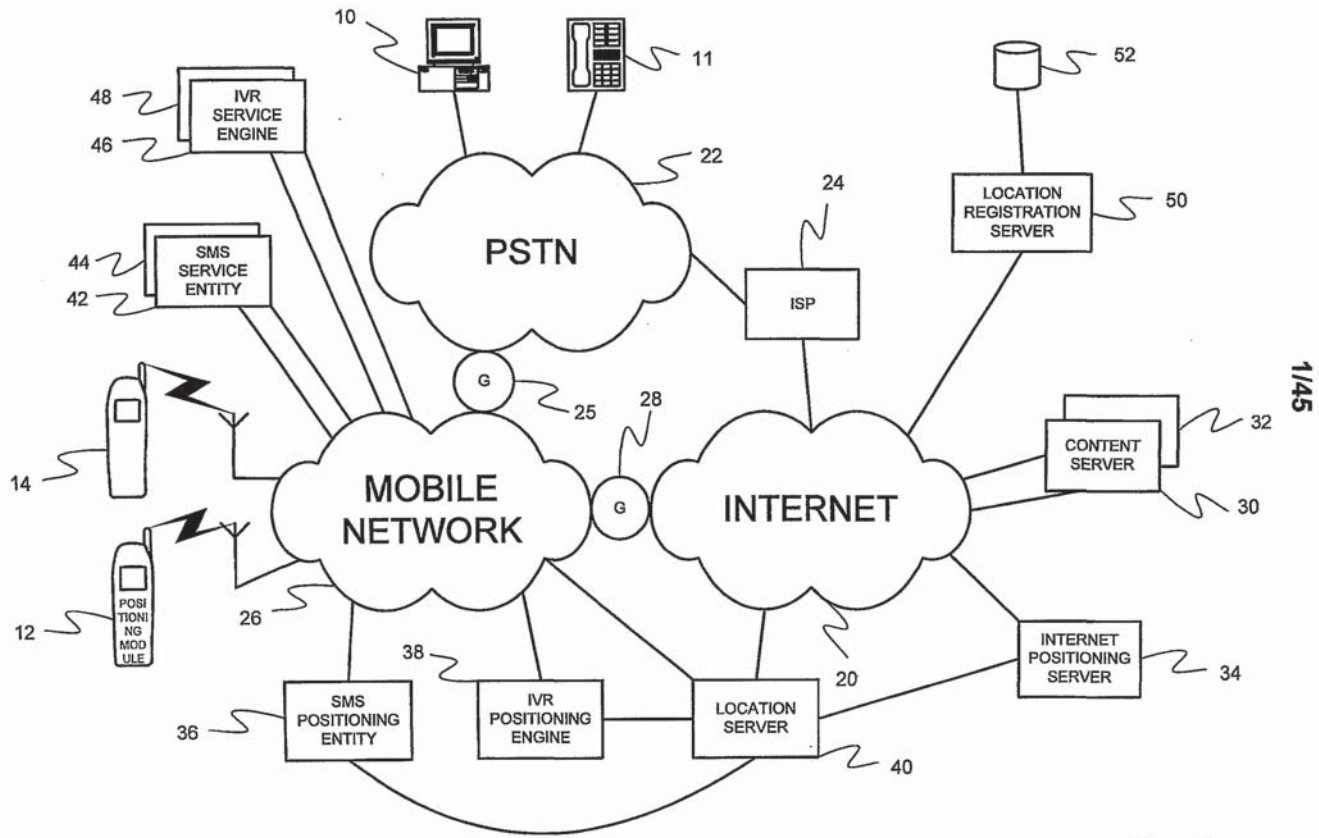 10
11
52
48
IVR
SERVICE
ENGINE
46
22
24
LOCATION
REGISTRATION
SERVER
50
44
SMS
SERVICE
ENTITY
42
PSTN
ISP
G
25
28
1/45
32
CONTENT
SERVER
30
14
MOBILE
NETWORK
G
INTERNET
12
POSI
TIONI
NG
MOD
ULE
26
38
20
INTERNET
POSITIONING
SERVER
34
36
SMS
POSITIONING
ENTITY
IVR
POSITIONING
ENGINE
LOCATION
SERVER
40